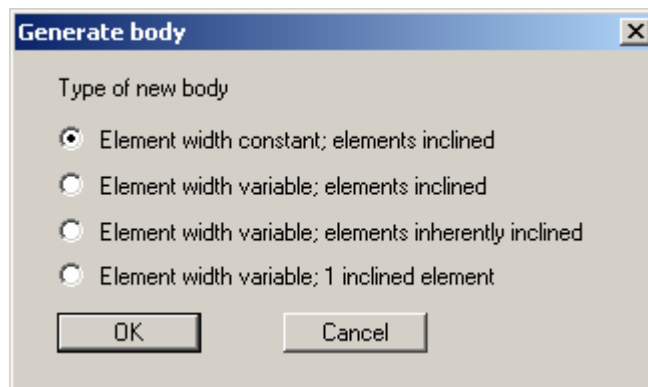 Generate body
Type of new body
Element width constant; elements inclined
Element width variable; elements inclined
Element width variable; elements inherently inclined
Element width variable; 1 inclined element
OK Cancel